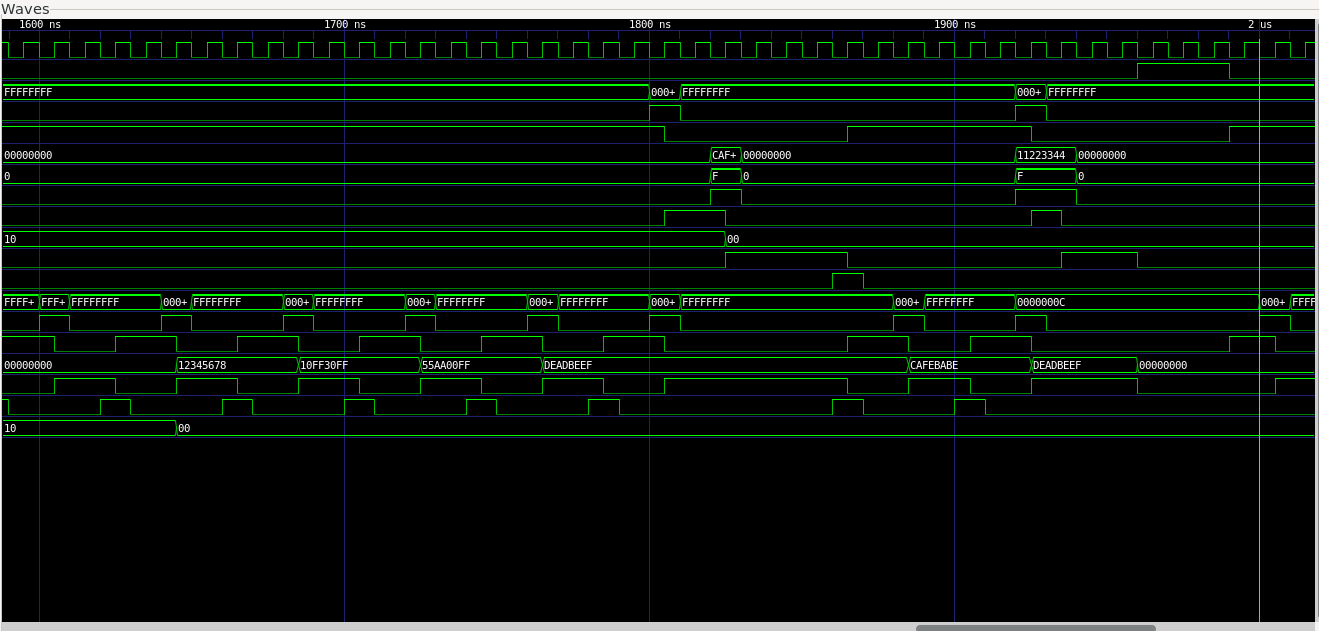 Waves
1600 ns 1700 ns 1800 ns 1900 ns 2 us
FFFFFFFF 000+ FFFFFFFF 000+ FFFFFFFF
00000000 CAF+ 00000000 11223344 00000000
0 F 0 F 0
10 00
FFFF+ FFF+ FFFFFFFF 000+ FFFFFFFF 000+ FFFFFFFF 000+ FFFFFFFF 000+ FFFFFFFF 000+ FFFFFFFF 000+ FFFFFFFF 0000000C 000+ FFFF
00000000 12345678 10FF30FF 55AA00FF DEADBEEF CAFEBABE DEADBEEF 00000000
10 00